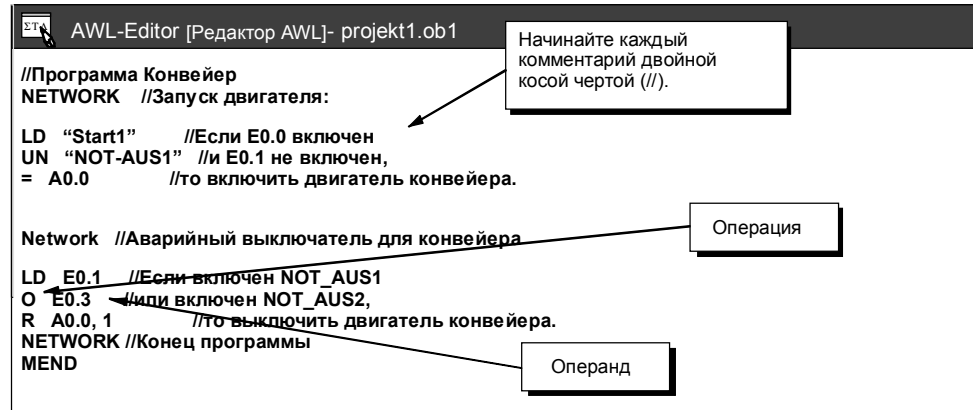 AWL-Editor [Редактор AWL]- projekt1.ob1
Начинайте каждый
комментарий двойной
косой чертой (//).
//Программа Конвейер
NETWORK //Запуск двигателя:
LD “Start1” //Если E0.0 включен
UN “NOT-AUS1” //и E0.1 не включен,
= A0.0 //то включить двигатель конвейера.
Операция
Network //Аварийный выключатель для конвейера
LD E0.1 //Если включен NOT_AUS1
O E0.3 //или включен NOT_AUS2,
R A0.0, 1 //то выключить двигатель конвейера.
NETWORK //Конец программы
MEND
Операнд